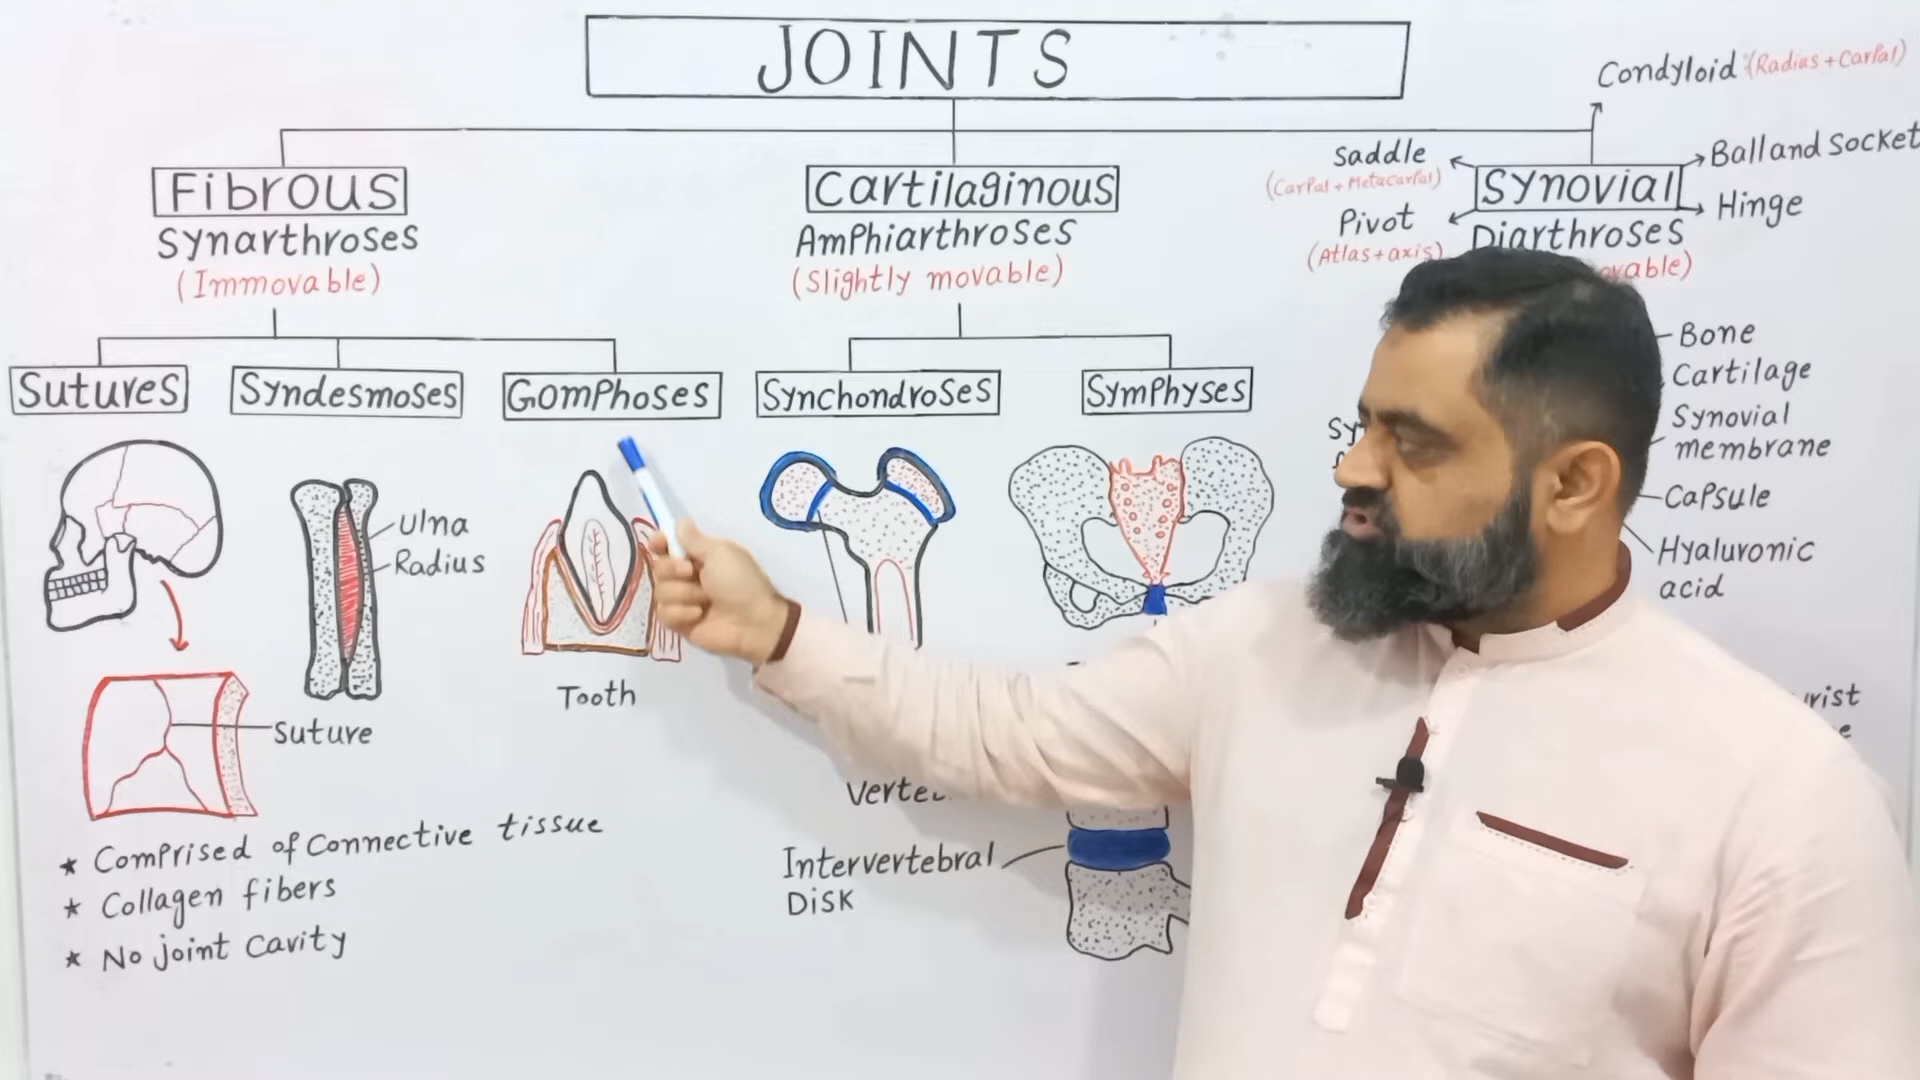 JOINTS
Condyloid (Radius + Carpal)
Saddle
(Carpal + Metacarpal)
Pivot
(Atlas + axis)
Ball and Socket
Hinge
Fibrous
Synarthroses
(Immovable)
Cartilaginous
Amphiarthroses
(Slightly movable)
Synovial
Diarthroses
Sutures
Syndesmoses
Gomphoses
Synchondroses
Symphyses
Ulna
Radius
Suture
Tooth
Intervertebral
Disk
Bone
Cartilage
Synovial
membrane
Capsule
Hyaluronic
acid
* Comprised of Connective tissue
* Collagen fibers
* No joint Cavity